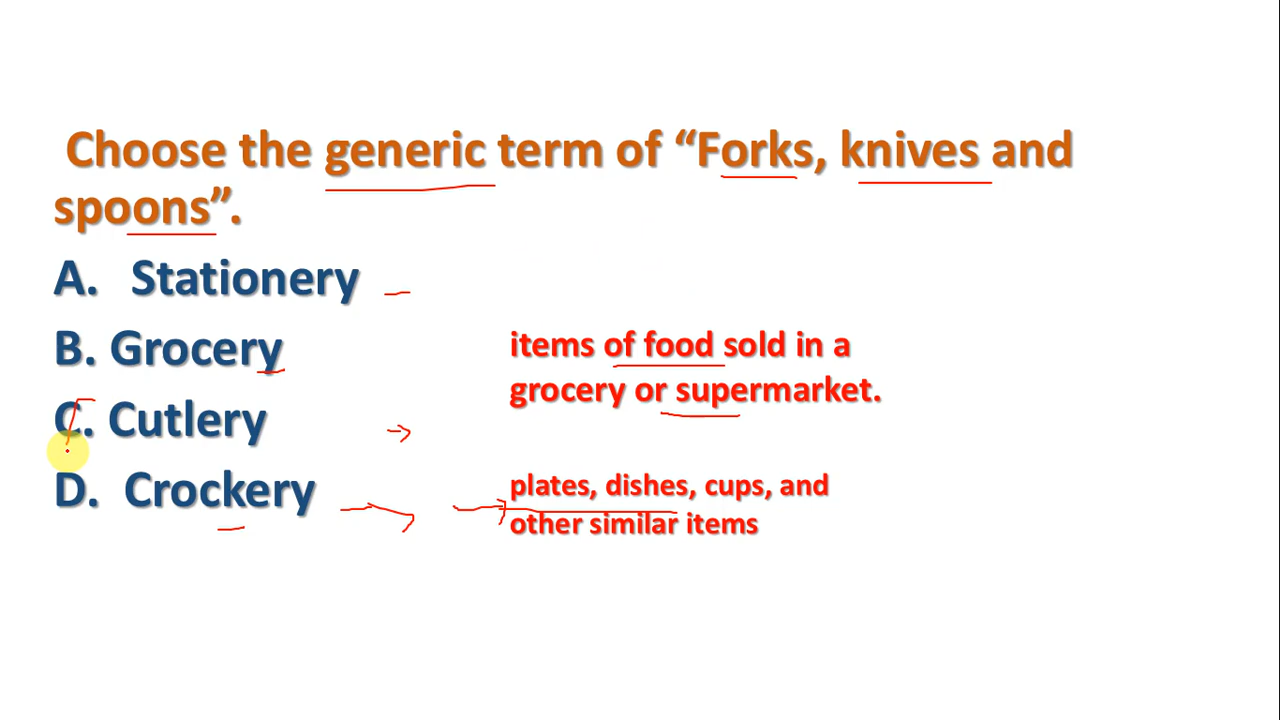 Choose the generic term of “Forks, knives and
spoons”.
A. Stationery
B. Grocery
items of food sold in a
grocery or supermarket.
C. Cutlery
D. Crockery
plates, dishes, cups, and
other similar items